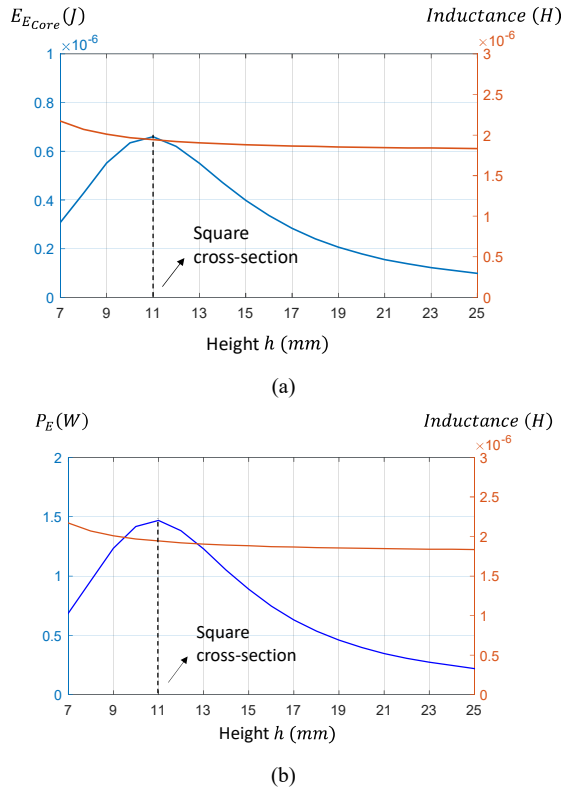 E_{E_{Core}}(J)
Inductance (H)
×10^{-6}
×10^{-6}
1
0.8
0.6
0.4
0.2
0
3
2.5
2
1.5
1
0.5
0
Square
cross-section
7 9 11 13 15 17 19 21 23 25
Height h (mm)
(a)
P_E(W)
Inductance (H)
×10^{-6}
2
1.5
1
0.5
0
3
2.5
2
1.5
1
0.5
0
Square
cross-section
7 9 11 13 15 17 19 21 23 25
Height h (mm)
(b)